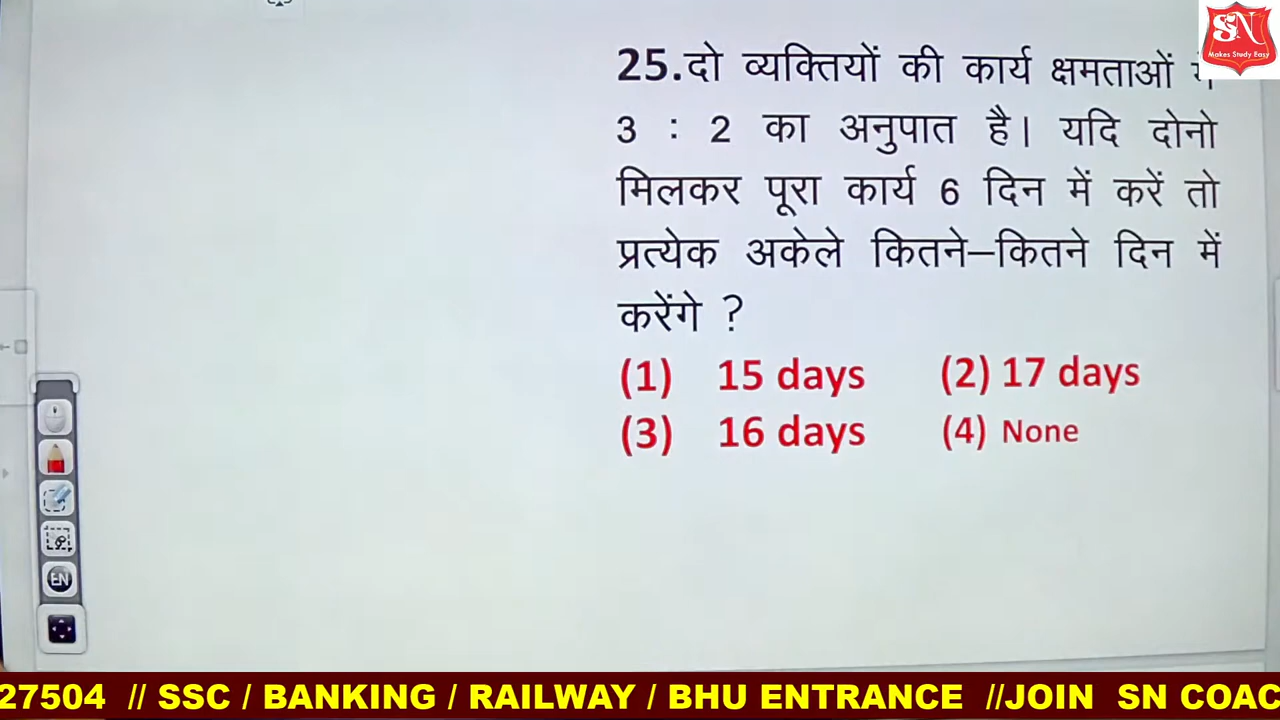 SN
Makes Study Easy
25.दो व्यक्तियों की कार्य क्षमताओं
3 : 2 का अनुपात है। यदि दोनो
मिलकर पूरा कार्य 6 दिन में करें तो
प्रत्येक अकेले कितने–कितने दिन में
करेंगे ?
(1) 15 days (2) 17 days
(3) 16 days (4) None
EN
27504 // SSC / BANKING / RAILWAY / BHU ENTRANCE //JOIN SN COAC